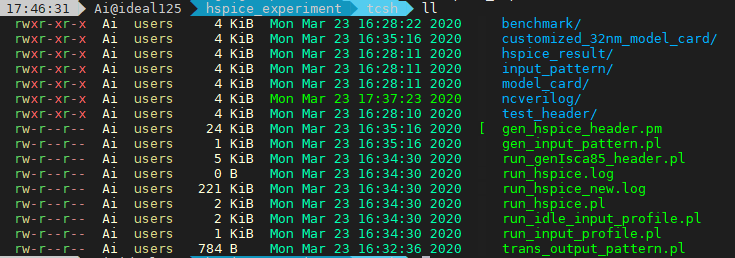 17:46:31 Ai@ideal125 hspice_experiment tcsh ll
rwxr-xr-x Ai users 4 KiB Mon Mar 23 16:28:22 2020 benchmark/
rwxr-xr-x Ai users 4 KiB Mon Mar 23 16:35:16 2020 customized_32nm_model_card/
rwxr-xr-x Ai users 4 KiB Mon Mar 23 16:28:11 2020 hspice_result/
rwxr-xr-x Ai users 4 KiB Mon Mar 23 16:28:11 2020 input_pattern/
rwxr-xr-x Ai users 4 KiB Mon Mar 23 16:28:11 2020 model_card/
rwxr-xr-x Ai users 4 KiB Mon Mar 23 17:37:23 2020 ncverilog/
rwxr-xr-x Ai users 4 KiB Mon Mar 23 16:28:10 2020 test_header/
rw-r--r-- Ai users 24 KiB Mon Mar 23 16:35:16 2020 [ gen_hspice_header.pm
rw-r--r-- Ai users 1 KiB Mon Mar 23 16:35:16 2020 gen_input_pattern.pl
rw-r--r-- Ai users 5 KiB Mon Mar 23 16:34:30 2020 run_genIsca85_header.pl
rw-r--r-- Ai users 0 B Mon Mar 23 16:34:30 2020 run_hspice.log
rw-r--r-- Ai users 221 KiB Mon Mar 23 16:34:30 2020 run_hspice_new.log
rw-r--r-- Ai users 2 KiB Mon Mar 23 16:34:30 2020 run_hspice.pl
rw-r--r-- Ai users 2 KiB Mon Mar 23 16:34:30 2020 run_idle_input_profile.pl
rw-r--r-- Ai users 1 KiB Mon Mar 23 16:34:30 2020 run_input_profile.pl
rw-r--r-- Ai users 784 B Mon Mar 23 16:32:36 2020 trans_output_pattern.pl